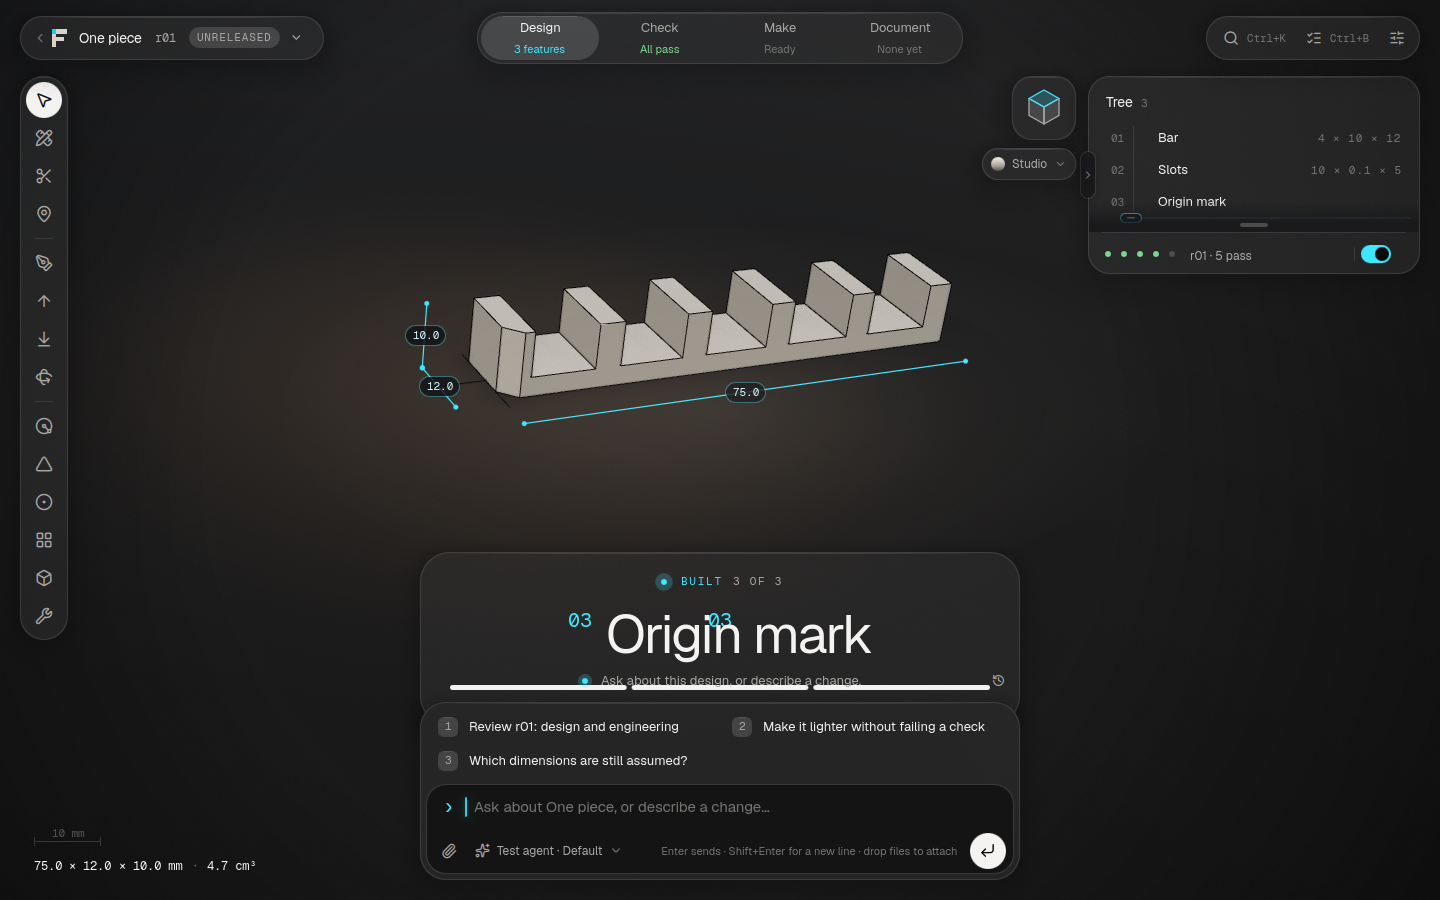 One piece r01 UNRELEASED
Design
3 features
Check
All pass
Make
Ready
Document
None yet
Ctrl+K
Ctrl+B
Studio
Tree 3
01 Bar 4 × 10 × 12
02 Slots 10 × 0.1 × 5
03 Origin mark
r01 · 5 pass
10.0
12.0
75.0
BUILT 3 OF 3
03 Origin mark
03
Ask about this design, or describe a change.
1 Review r01: design and engineering
2 Make it lighter without failing a check
3 Which dimensions are still assumed?
Ask about One piece, or describe a change...
Test agent · Default
Enter sends · Shift+Enter for a new line · drop files to attach
10 mm
75.0 × 12.0 × 10.0 mm · 4.7 cm³